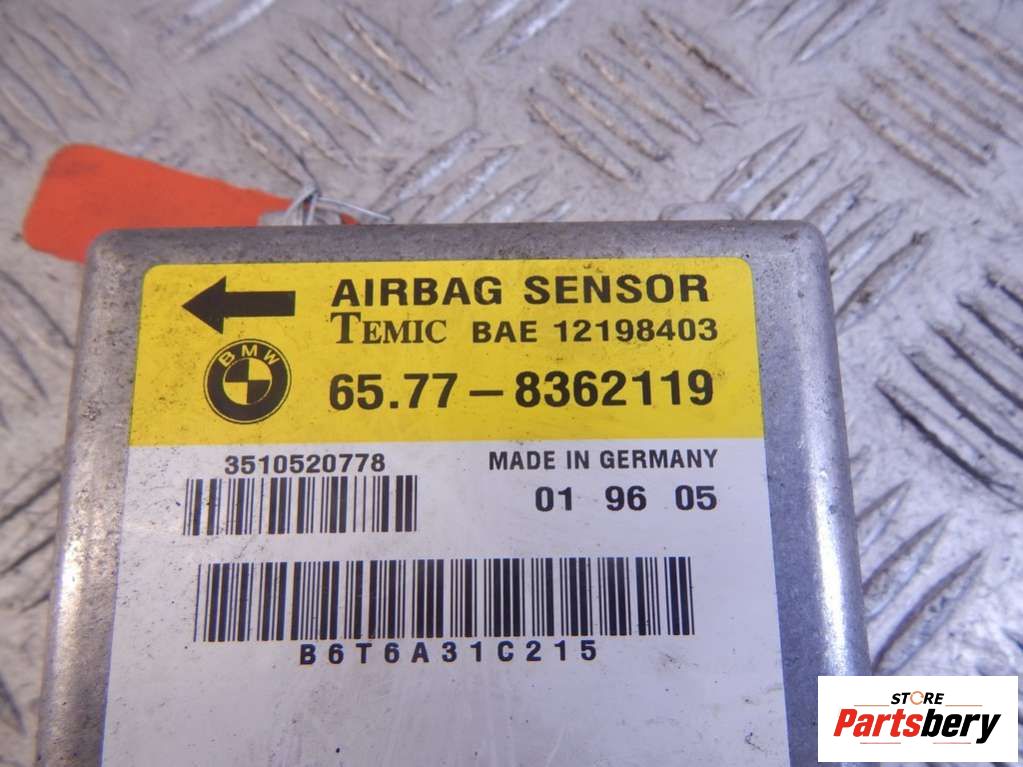 AIRBAG SENSOR
TEMIC BAE 12198403
BMW
65.77-8362119
3510520778
MADE IN GERMANY
01 96 05
B6T6A31C215
STORE
Partsbery